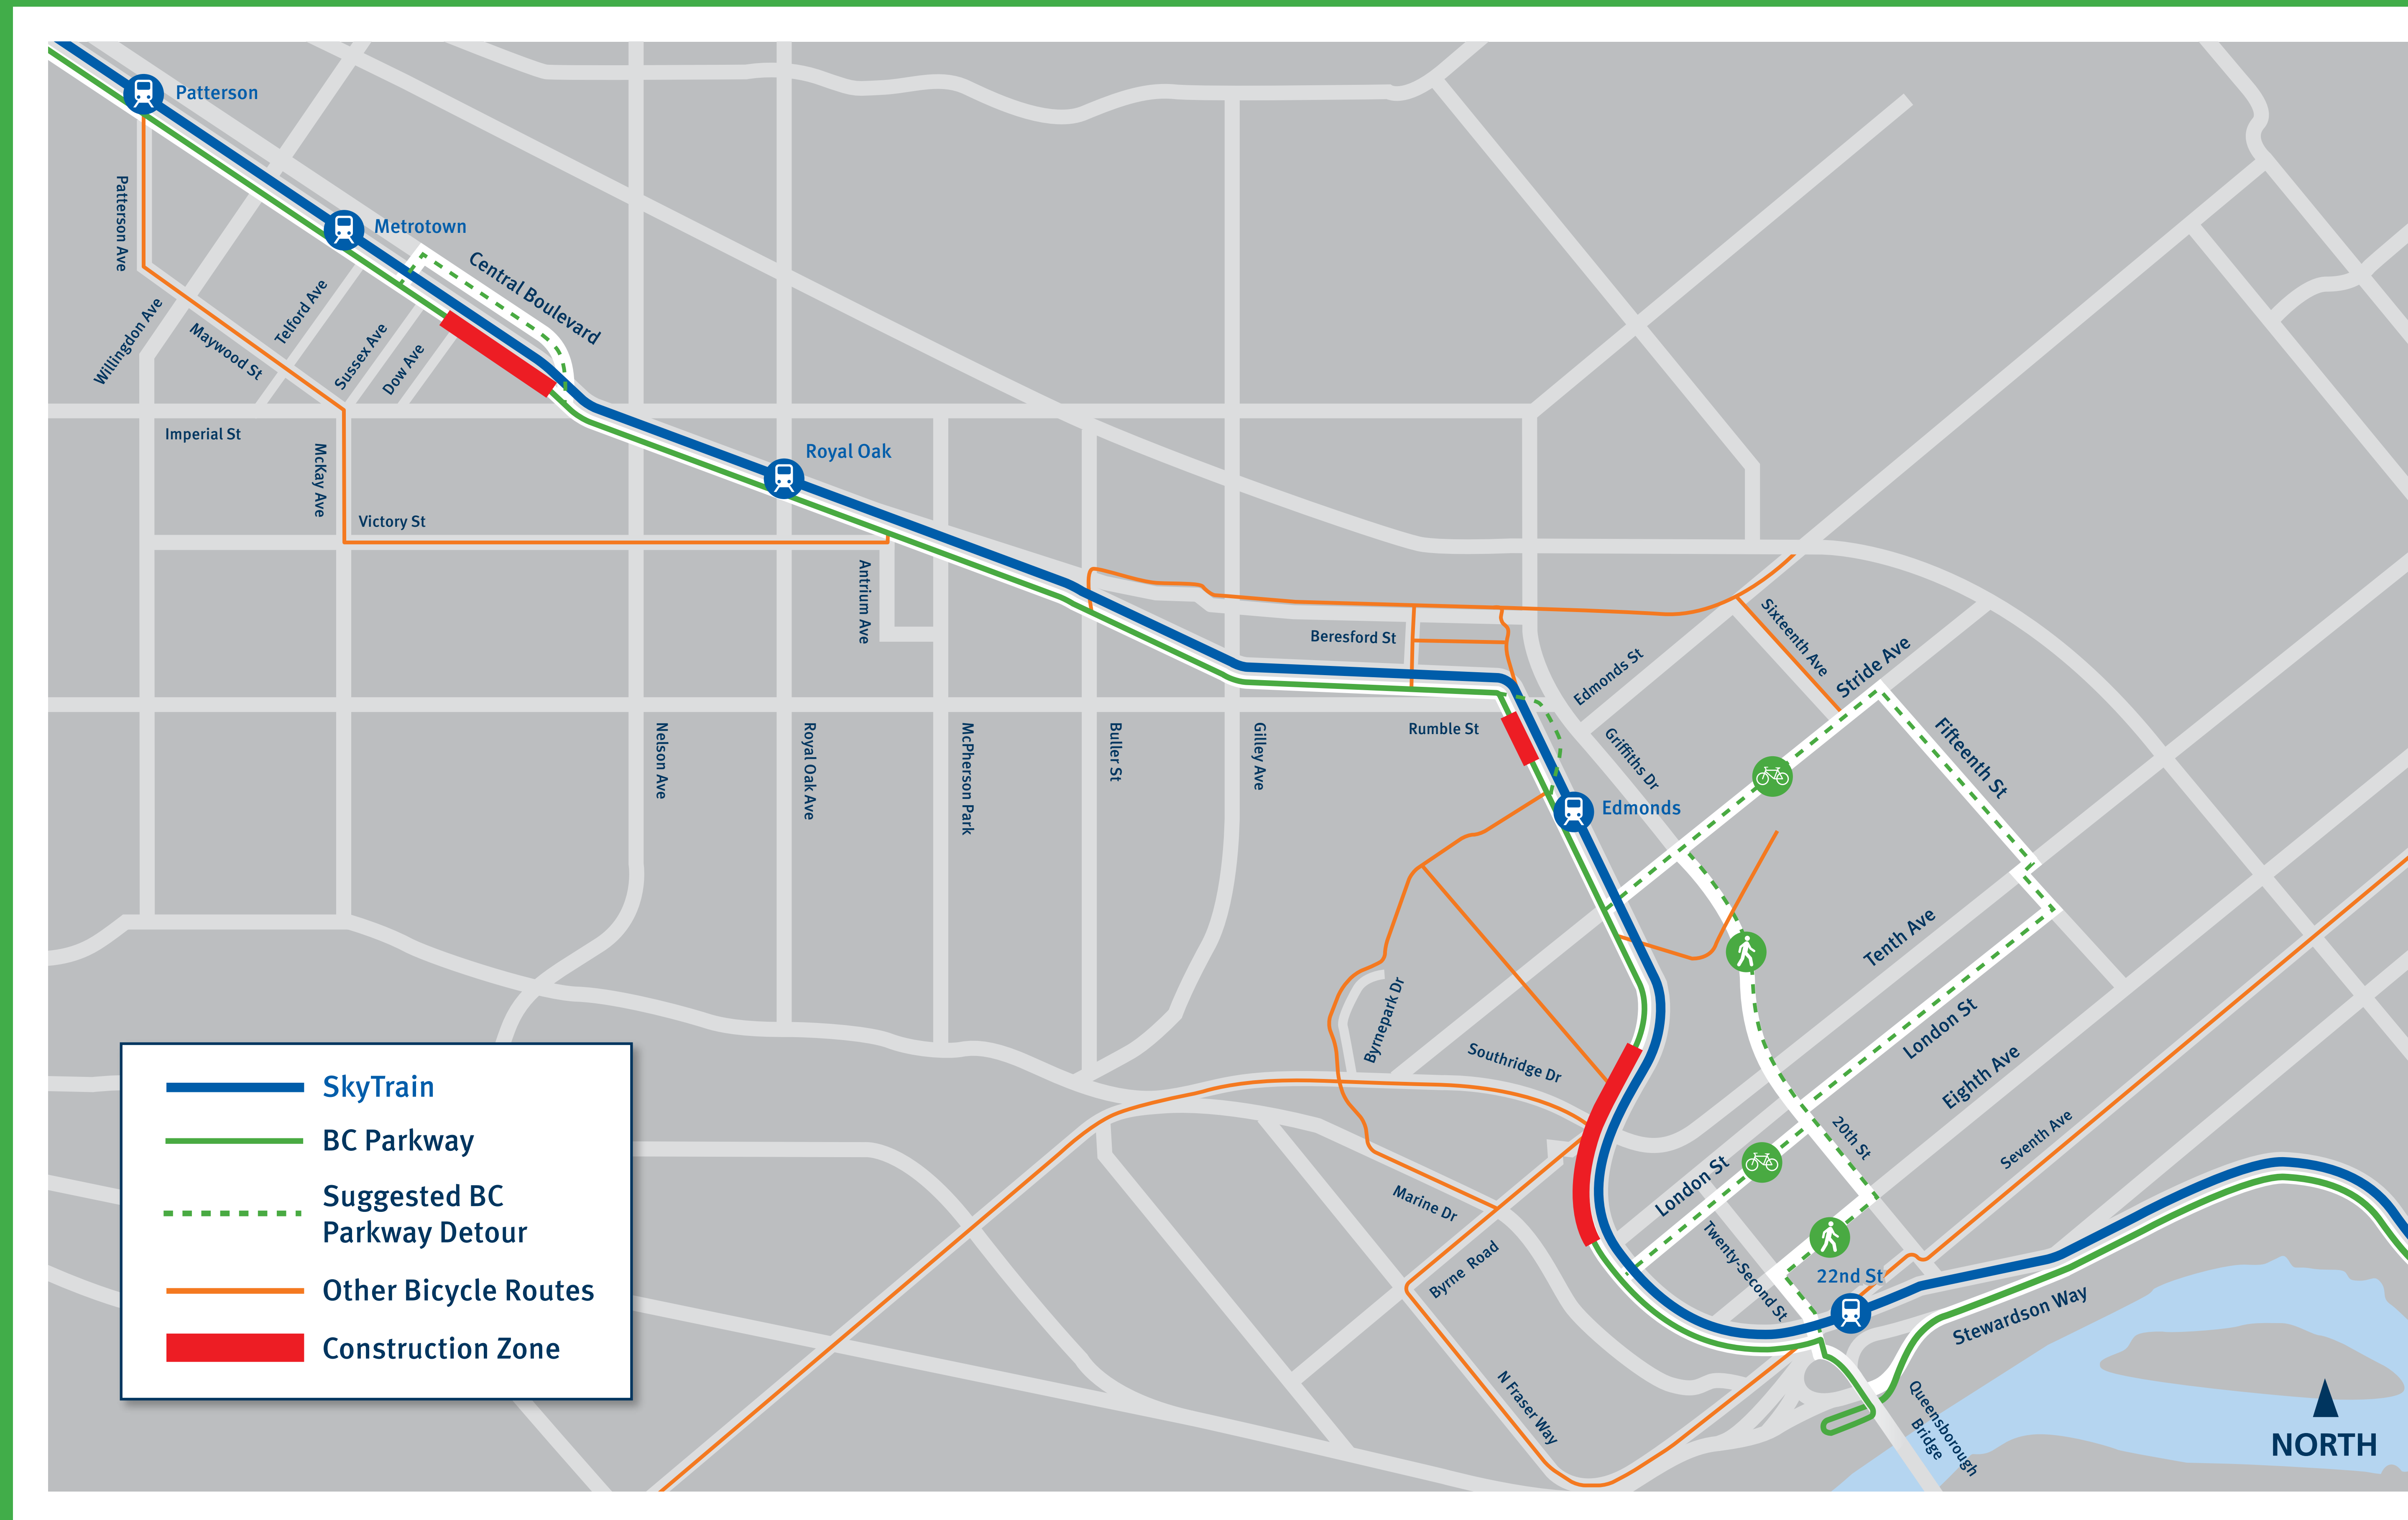 Patterson
Patterson Ave
Metrotown
Central Boulevard
Willingdon Ave
Maywood St
Telford Ave
Sussex Ave
Dow Ave
Imperial St
McKay Ave
Victory St
Royal Oak
Antrium Ave
Beresford St
Sixteenth Ave
Stride Ave
Edmonds St
Rumble St
Griffiths Dr
Fifteenth St
Nelson Ave
Royal Oak Ave
McPherson Park
Buller St
Gilley Ave
Edmonds
Tenth Ave
London St
Byrnepark Dr
Southridge Dr
Eighth Ave
20th St
Seventh Ave
London St
Marine Dr
Twenty-Second St
Byrne Road
22nd St
Stewardson Way
N Fraser Way
Queensborough
Bridge
SkyTrain
BC Parkway
Suggested BC
Parkway Detour
Other Bicycle Routes
Construction Zone
NORTH